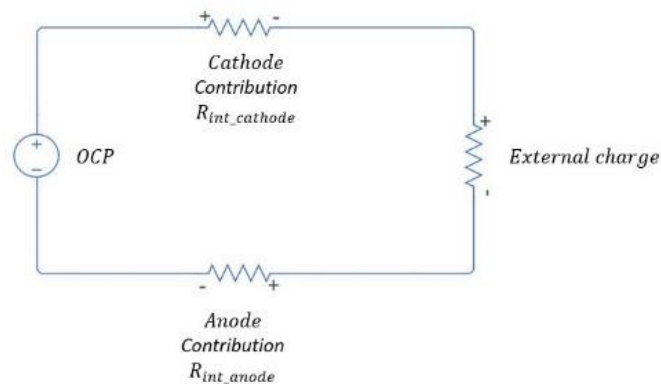 + -
Cathode
Contribution
R_int_cathode
+
-
OCP
+
-
External charge
- +
Anode
Contribution
R_int_anode